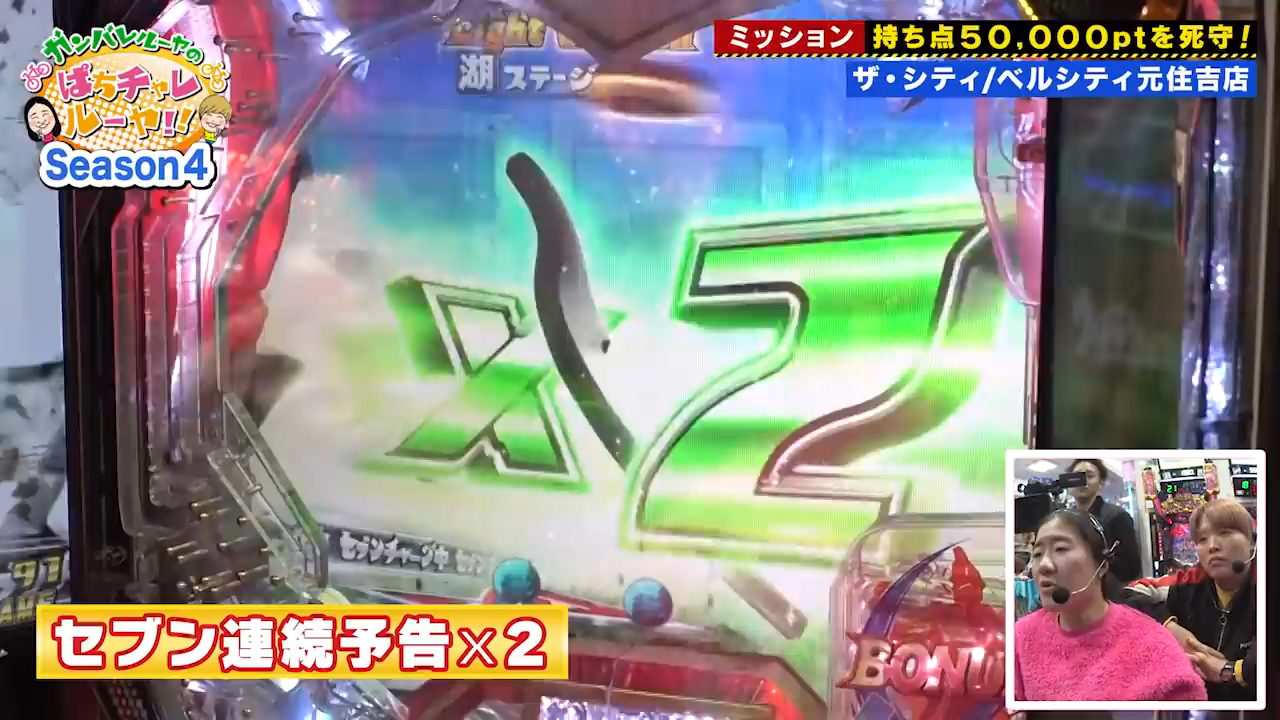 ガンバレルーヤの
ぱちチャレ
ルーヤ!!
Season4
ミッション 持ち点50,000ptを死守!
ザ・シティ/ベルシティ元住吉店
湖ステージ
x2
セブンチャージ中
91
BONU
セブン連続予告×2